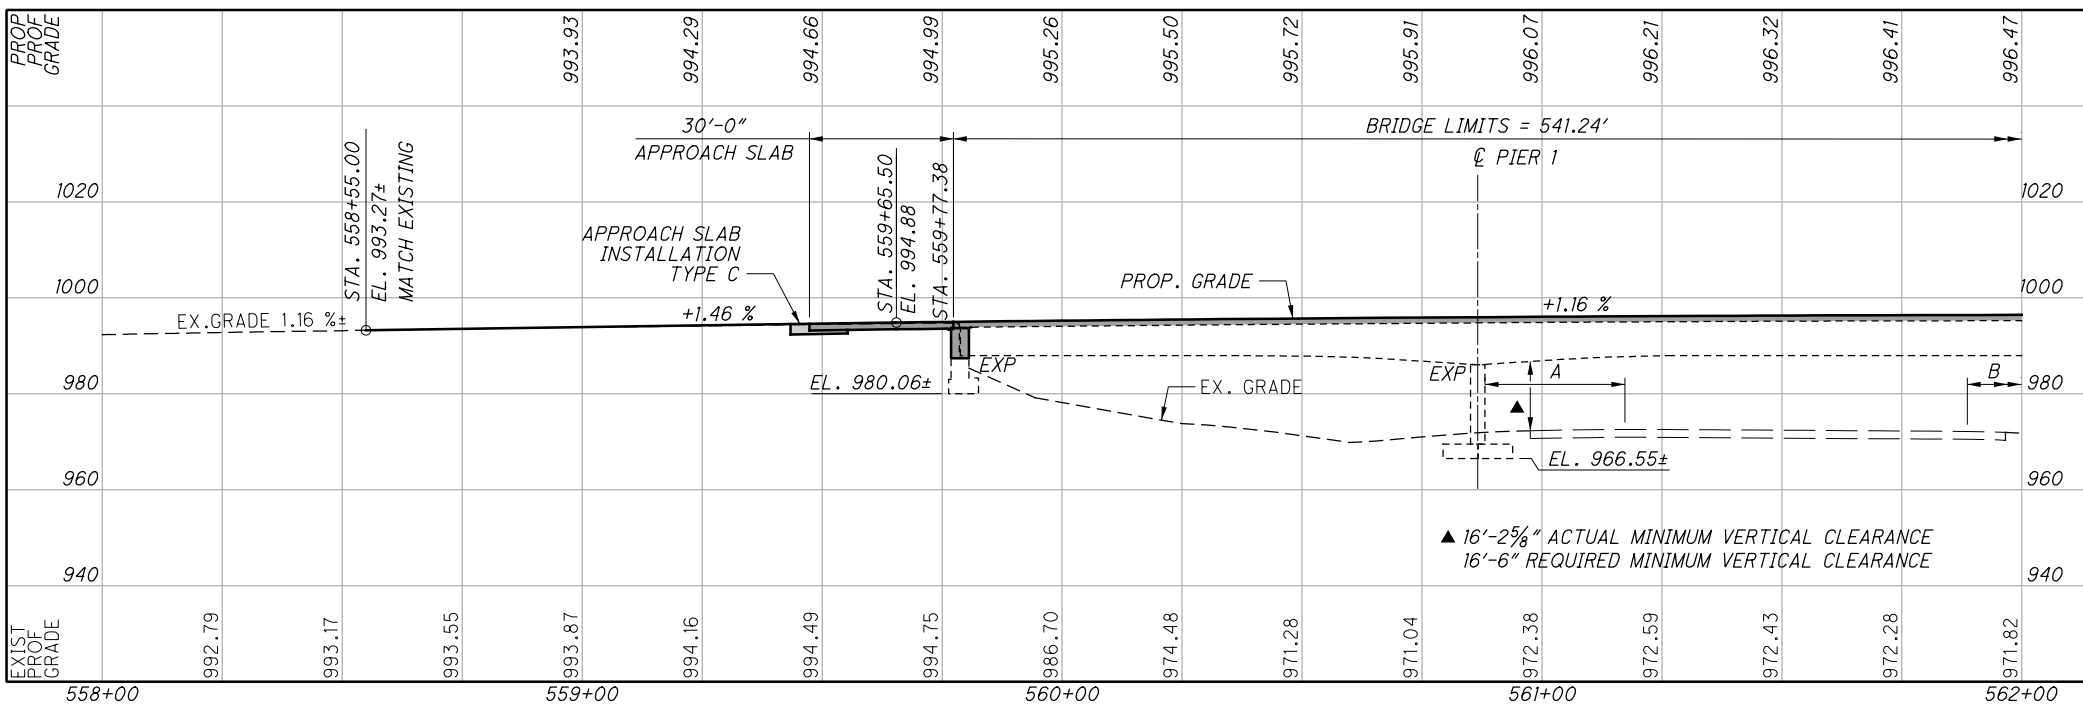 PROP
PROF
GRADE
993.93
994.29
994.66
994.99
995.26
995.50
995.72
995.91
996.07
996.21
996.32
996.41
996.47
30'-0"
APPROACH SLAB
BRIDGE LIMITS = 541.24'
℄ PIER 1
STA. 558+55.00
EL. 993.27±
MATCH EXISTING
STA. 559+65.50
EL. 994.88
STA. 559+77.38
1020
1020
APPROACH SLAB
INSTALLATION
TYPE C
PROP. GRADE
1000
1000
EX.GRADE 1.16 %±
+1.46 %
+1.16 %
EXP
EXP
A
B
980
980
EL. 980.06±
EX. GRADE
▲
EL. 966.55±
960
960
▲ 16'-2⅝" ACTUAL MINIMUM VERTICAL CLEARANCE
16'-6" REQUIRED MINIMUM VERTICAL CLEARANCE
940
940
EXIST
PROF
GRADE
992.79
993.17
993.55
993.87
994.16
994.49
994.75
986.70
974.48
971.28
971.04
972.38
972.59
972.43
972.28
971.82
558+00
559+00
560+00
561+00
562+00